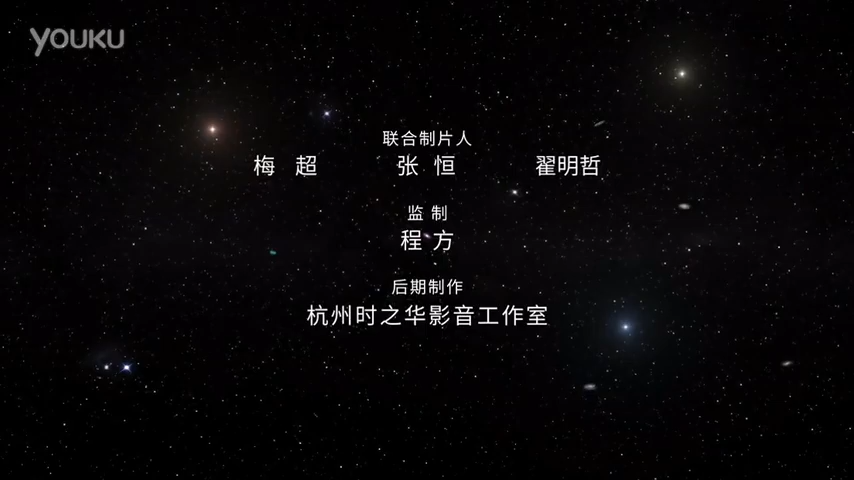 YOUKU
联合制片人
梅 超 张 恒 翟明哲
监 制
程 方
后期制作
杭州时之华影音工作室